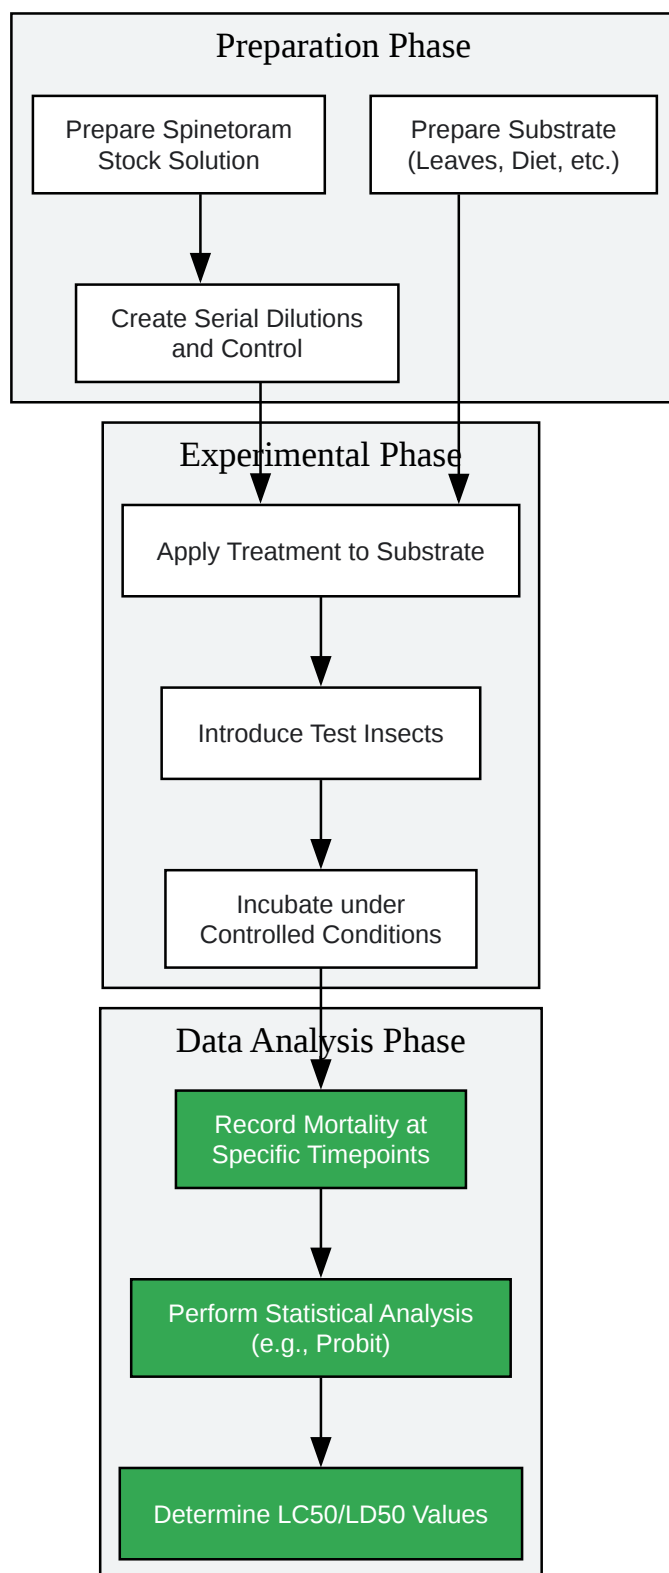 Preparation Phase
Prepare Spinetoram
Stock Solution
Prepare Substrate
(Leaves, Diet, etc.)
Create Serial Dilutions
and Control
Experimental Phase
Apply Treatment to Substrate
Introduce Test Insects
Incubate under
Controlled Conditions
Data Analysis Phase
Record Mortality at
Specific Timepoints
Perform Statistical Analysis
(e.g., Probit)
Determine LC50/LD50 Values